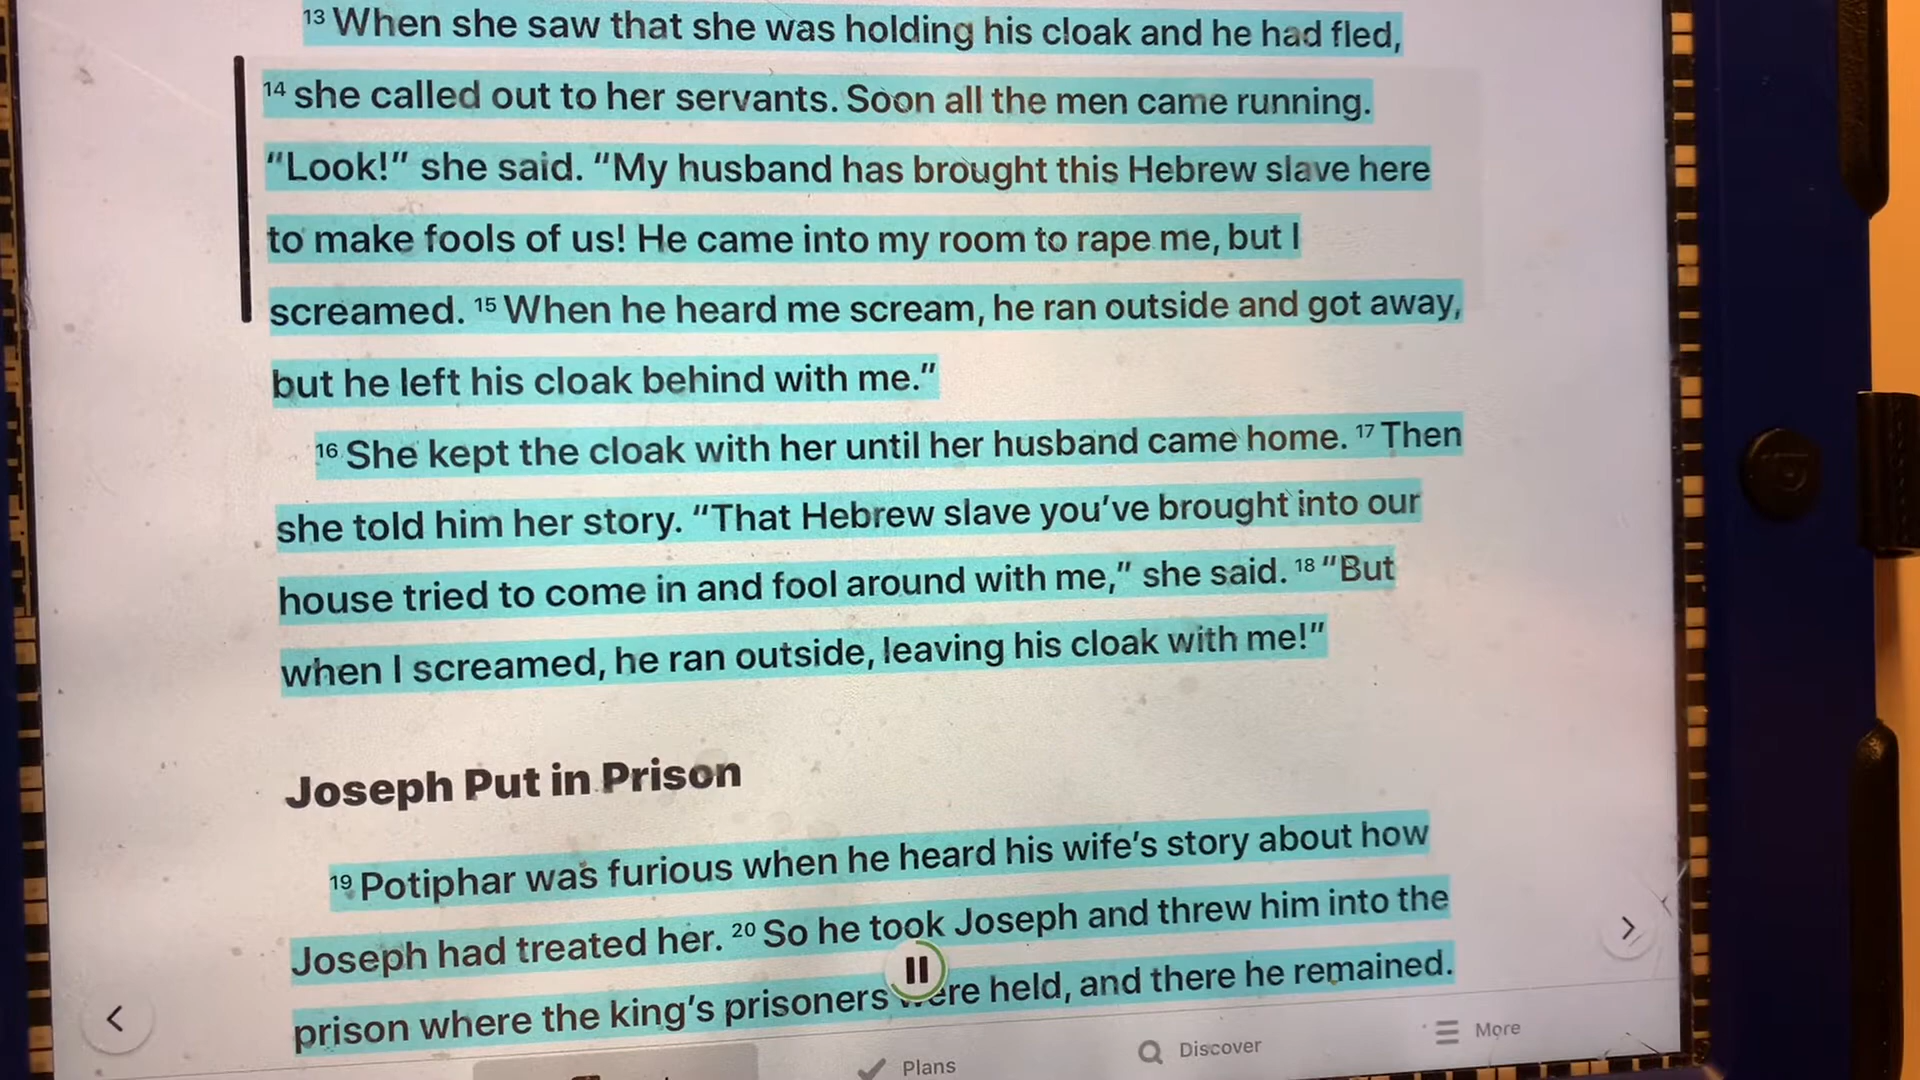 13 When she saw that she was holding his cloak and he had fled,
14 she called out to her servants. Soon all the men came running.
“Look!” she said. “My husband has brought this Hebrew slave here
to make fools of us! He came into my room to rape me, but I
screamed. 15 When he heard me scream, he ran outside and got away,
but he left his cloak behind with me.”
16 She kept the cloak with her until her husband came home. 17 Then
she told him her story. “That Hebrew slave you’ve brought into our
house tried to come in and fool around with me,” she said. 18 “But
when I screamed, he ran outside, leaving his cloak with me!”
Joseph Put in Prison
19 Potiphar was furious when he heard his wife’s story about how
Joseph had treated her. 20 So he took Joseph and threw him into the
prison where the king’s prisoners were held, and there he remained.
Plans
Discover
More